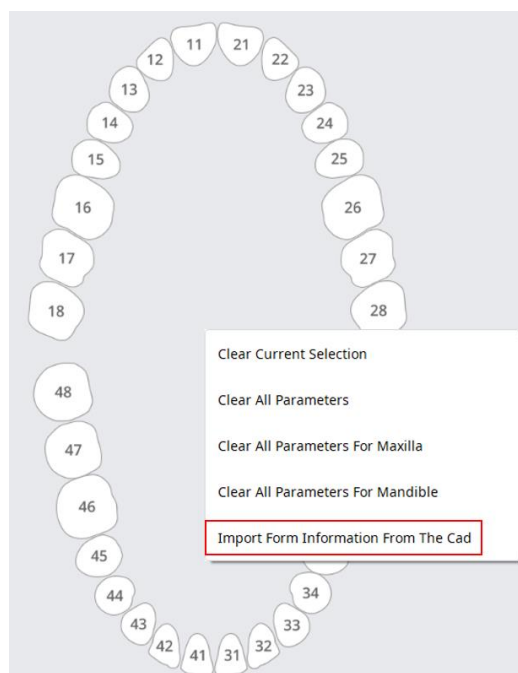 11 21
12 22
13 23
14 24
15 25
16 26
17 27
18 28
Clear Current Selection
48 Clear All Parameters
47 Clear All Parameters For Maxilla
46 Clear All Parameters For Mandible
Import Form Information From The Cad
45
44 34
43 33
42 32
41 31